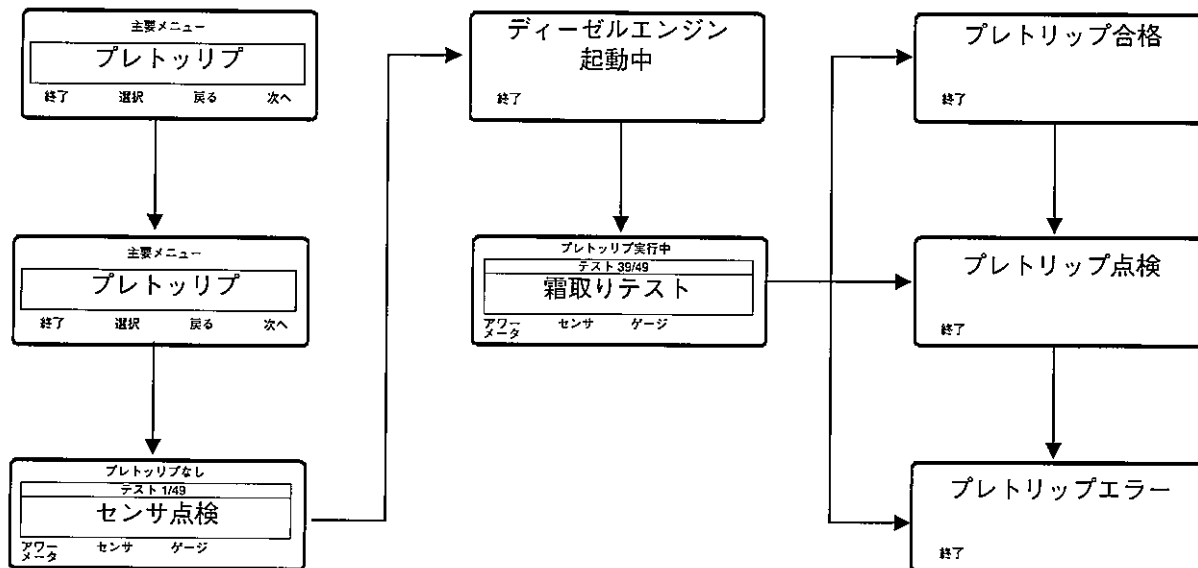 主要メニュー
プレトッリプ
終了 選択 戻る 次へ
主要メニュー
プレトッリプ
終了 選択 戻る 次へ
プレトッリプなし
テスト 1/49
センサ点検
アワー
メータ センサ ゲージ
ディーゼルエンジン
起動中
終了
プレトッリプ実行中
テスト 39/49
霜取りテスト
アワー
メータ センサ ゲージ
プレトリップ合格
終了
プレトリップ点検
終了
プレトリップエラー
終了